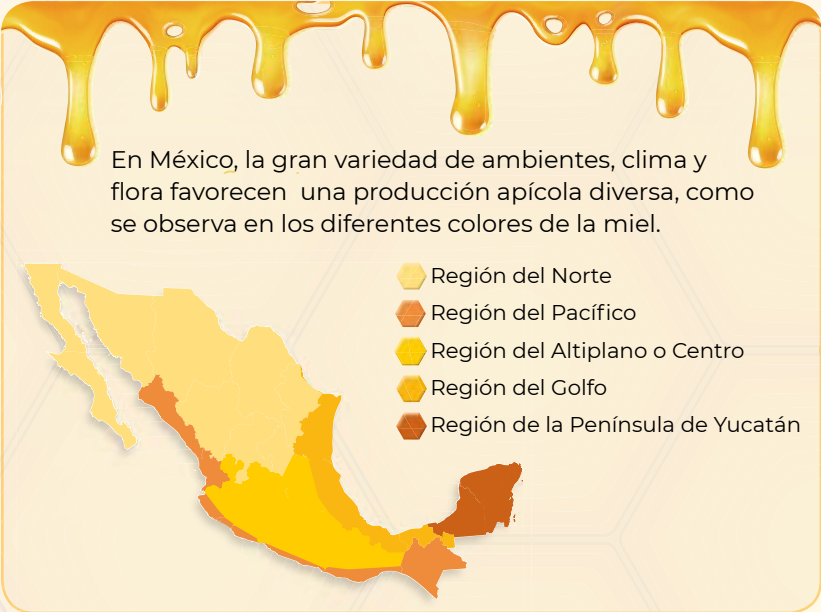 En México, la gran variedad de ambientes, clima y
flora favorecen una producción apícola diversa, como
se observa en los diferentes colores de la miel.
Región del Norte
Región del Pacífico
Región del Altiplano o Centro
Región del Golfo
Región de la Península de Yucatán